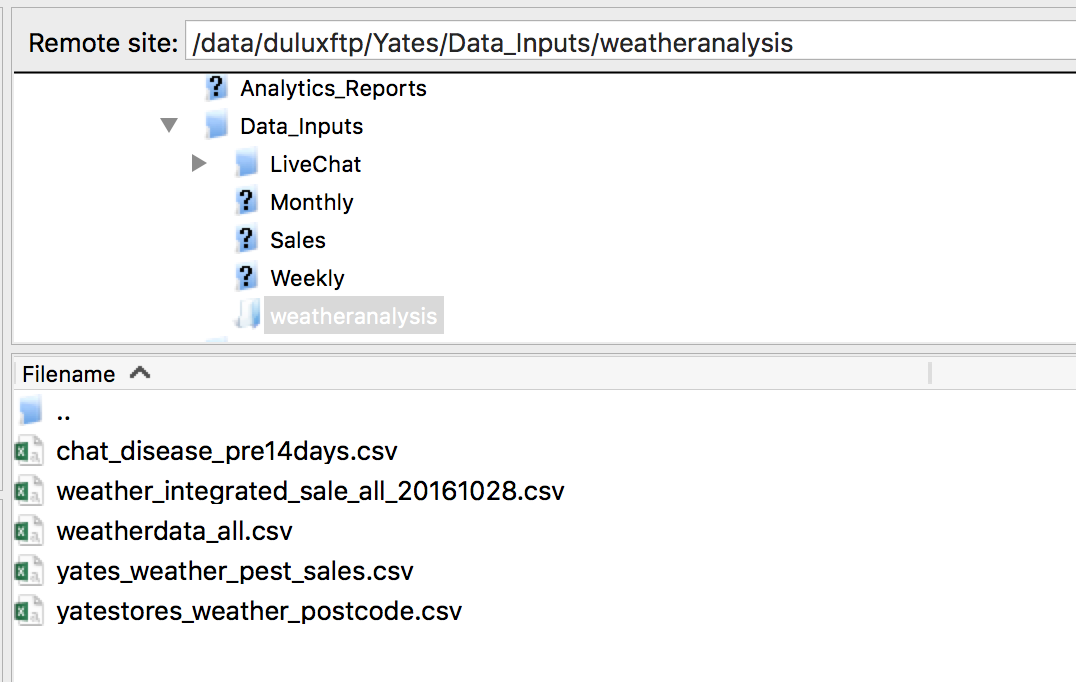 Remote site: /data/duluxftp/Yates/Data_Inputs/weatheranalysis
? Analytics_Reports
Data_Inputs
LiveChat
? Monthly
? Sales
? Weekly
weatheranalysis
Filename
..
chat_disease_pre14days.csv
weather_integrated_sale_all_20161028.csv
weatherdata_all.csv
yates_weather_pest_sales.csv
yatestores_weather_postcode.csv